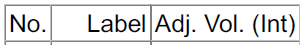 No. Label Adj. Vol. (Int)